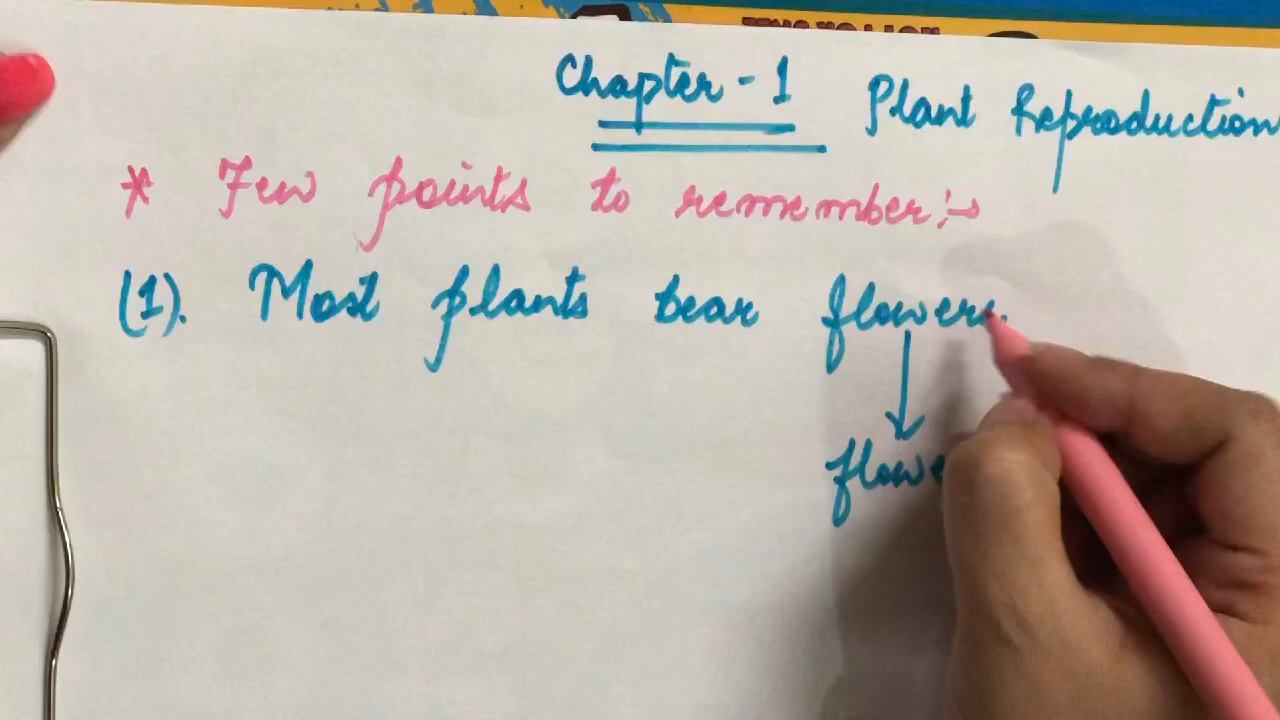 Chapter - 1 Plant Reproduction
* Few points to remember :→
(1). Most plants bear flowers.